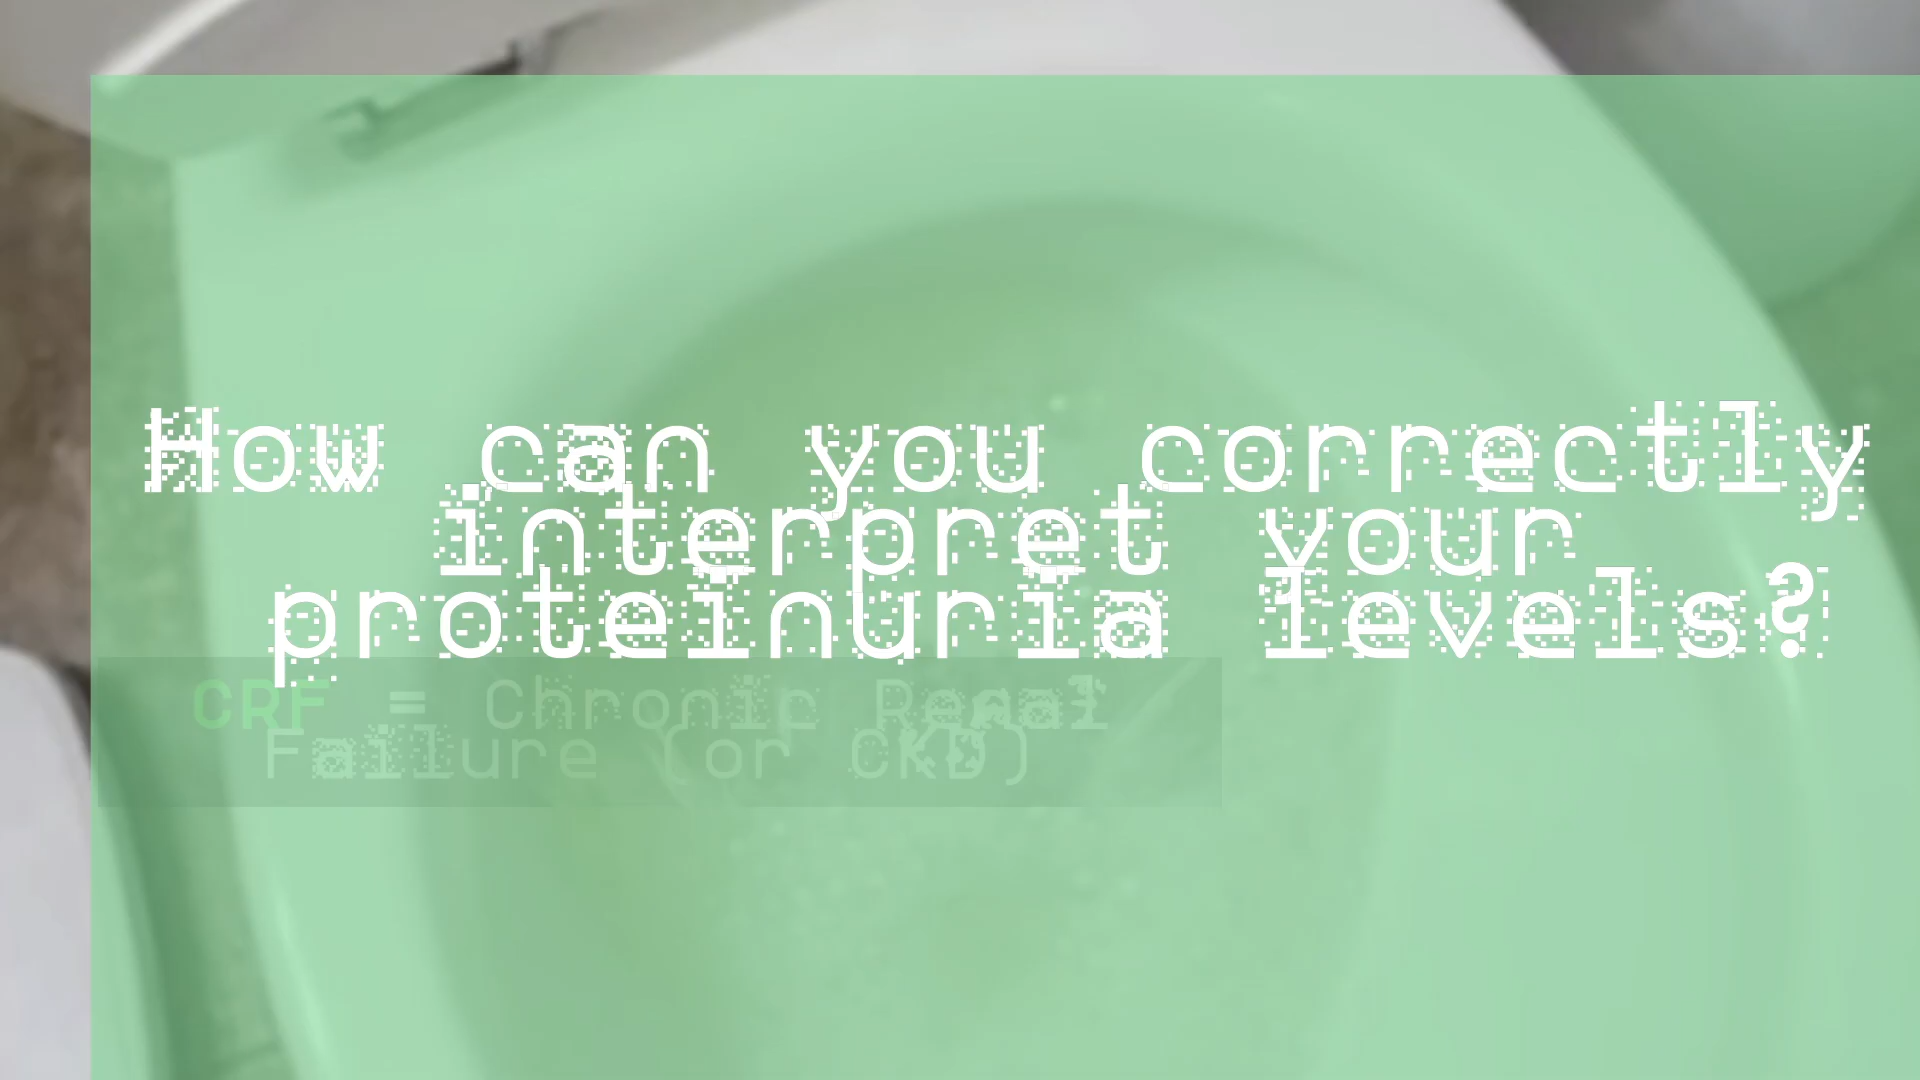 How can you correctly
interpret your
proteinuria levels?
CRF = Chronic Renal
Failure (or CKD)